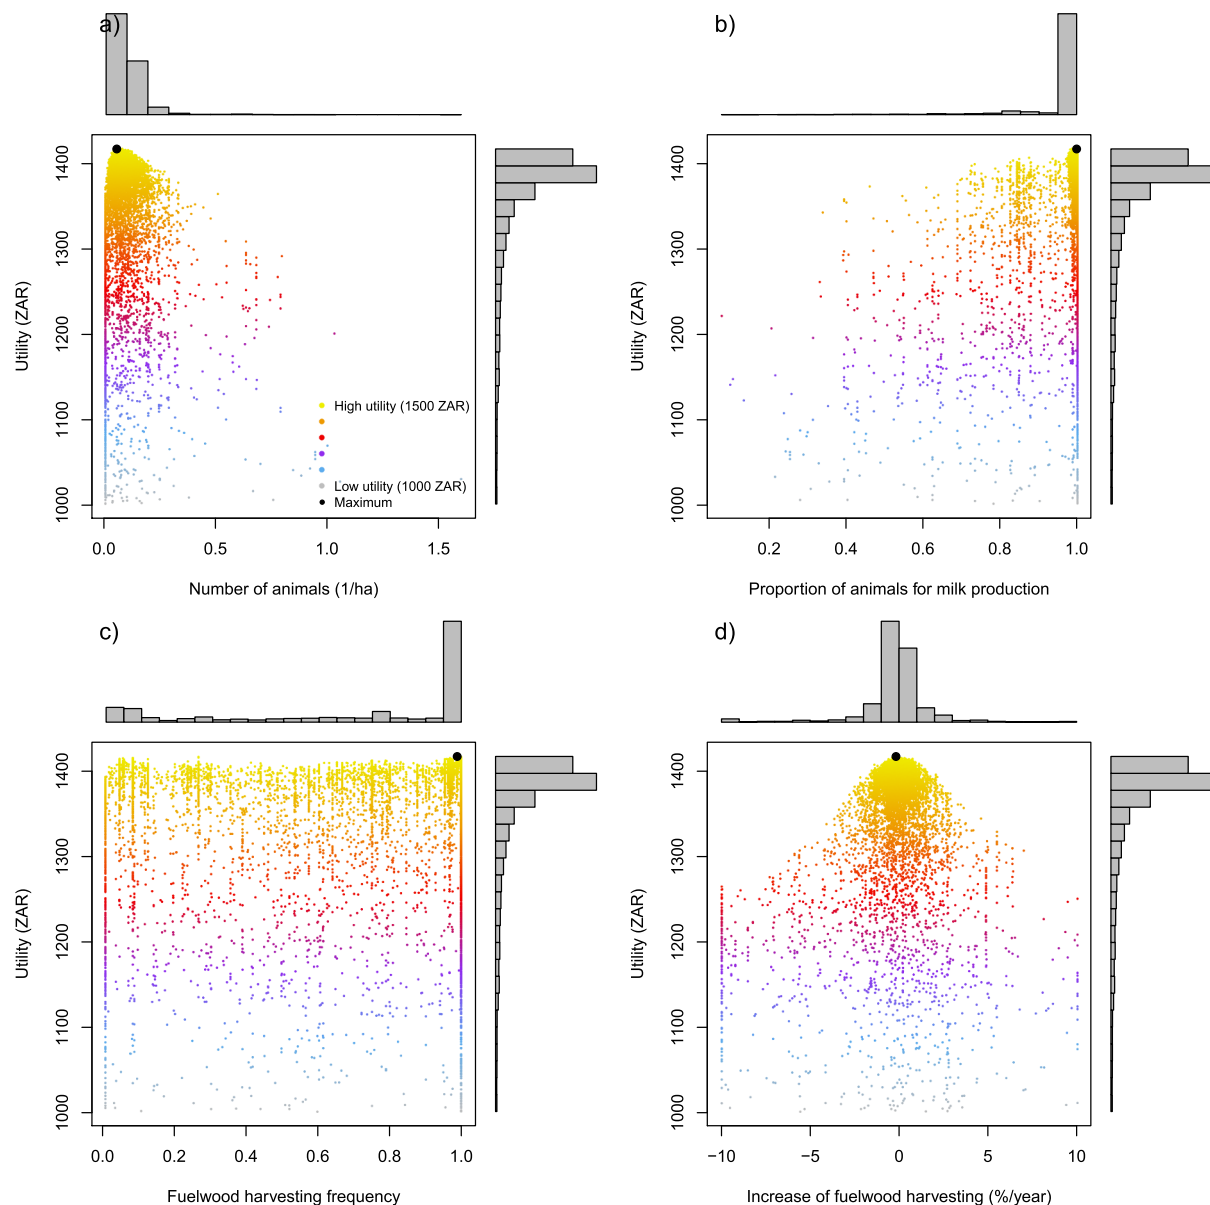 a)
Utility (ZAR)
1000
1100
1200
1300
1400
High utility (1500 ZAR)
Low utility (1000 ZAR)
Maximum
0.0 0.5 1.0 1.5
Number of animals (1/ha)
b)
Utility (ZAR)
1000
1100
1200
1300
1400
0.2 0.4 0.6 0.8 1.0
Proportion of animals for milk production
c)
Utility (ZAR)
1000
1100
1200
1300
1400
0.0 0.2 0.4 0.6 0.8 1.0
Fuelwood harvesting frequency
d)
Utility (ZAR)
1000
1100
1200
1300
1400
−10 −5 0 5 10
Increase of fuelwood harvesting (%/year)